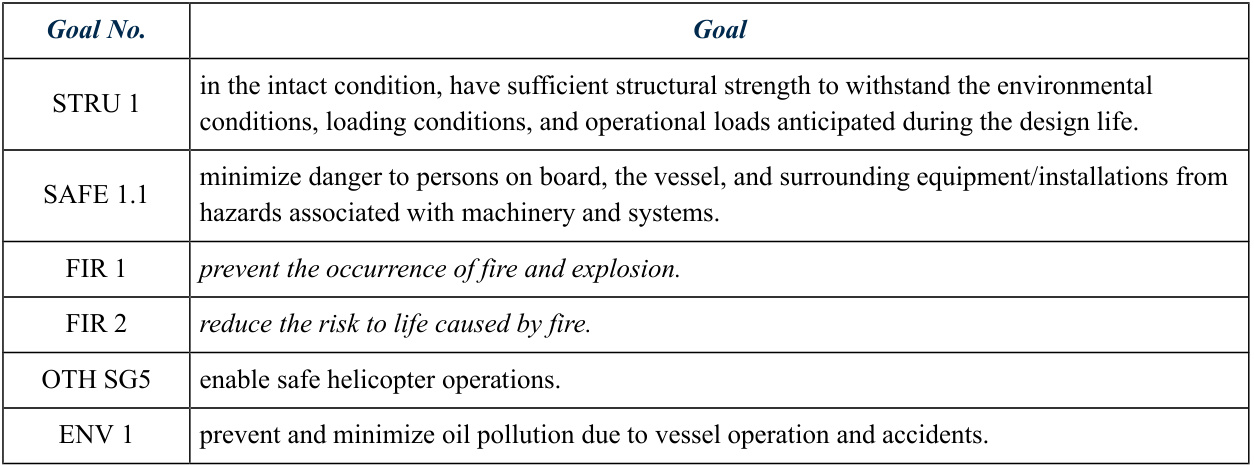 Goal No. Goal
STRU 1 in the intact condition, have sufficient structural strength to withstand the environmental
conditions, loading conditions, and operational loads anticipated during the design life.
SAFE 1.1 minimize danger to persons on board, the vessel, and surrounding equipment/installations from
hazards associated with machinery and systems.
FIR 1 prevent the occurrence of fire and explosion.
FIR 2 reduce the risk to life caused by fire.
OTH SG5 enable safe helicopter operations.
ENV 1 prevent and minimize oil pollution due to vessel operation and accidents.